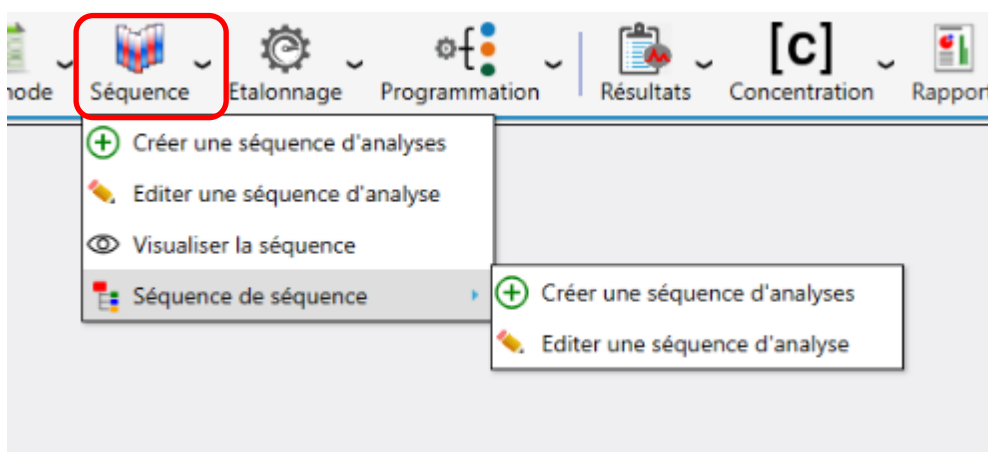 [c]
node Séquence Etalonnage Programmation Résultats Concentration Rapport
Créer une séquence d'analyses
Editer une séquence d'analyse
Visualiser la séquence
Séquence de séquence
Créer une séquence d'analyses
Editer une séquence d'analyse